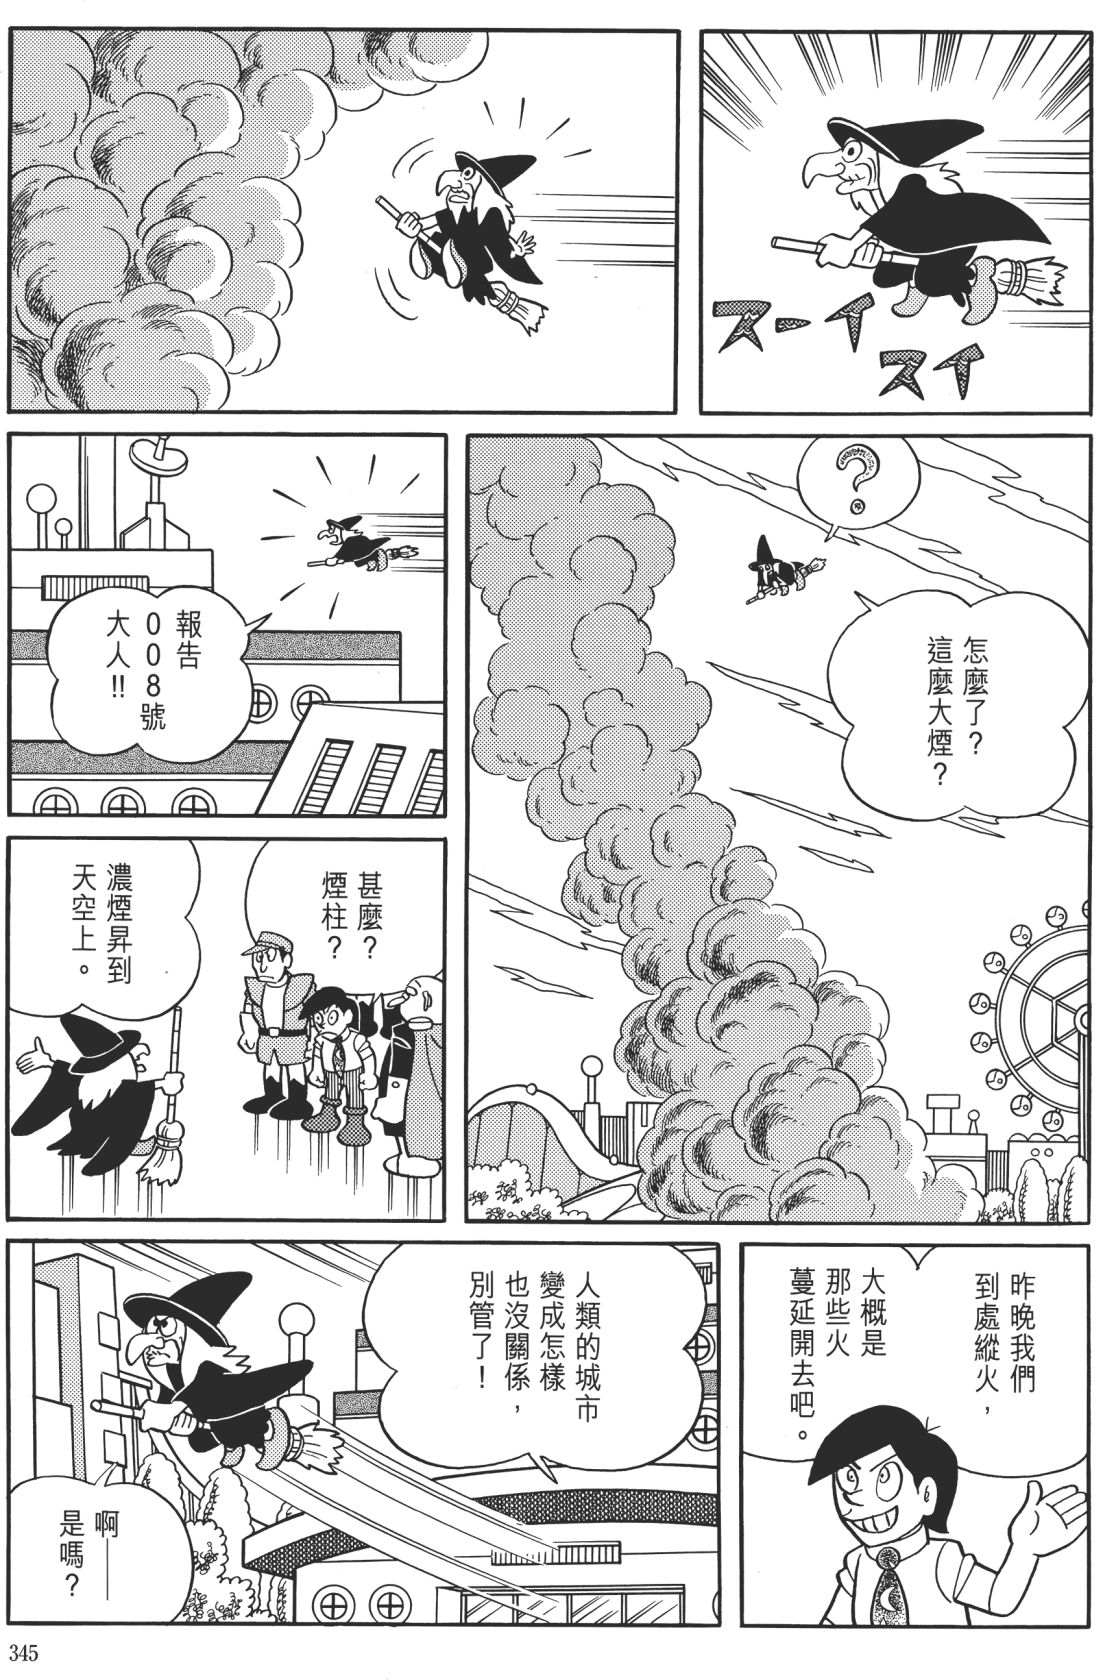 スーイ
スイ
怎麼了？
這麼大煙？
報告
008號
大人!!
甚麼？
煙柱？
濃煙昇到
天空上。
昨晚我們
到處縱火，
大概是
那些火
蔓延開去吧。
人類的城市
變成怎樣
也沒關係，
別管了！
啊──
是嗎？
345